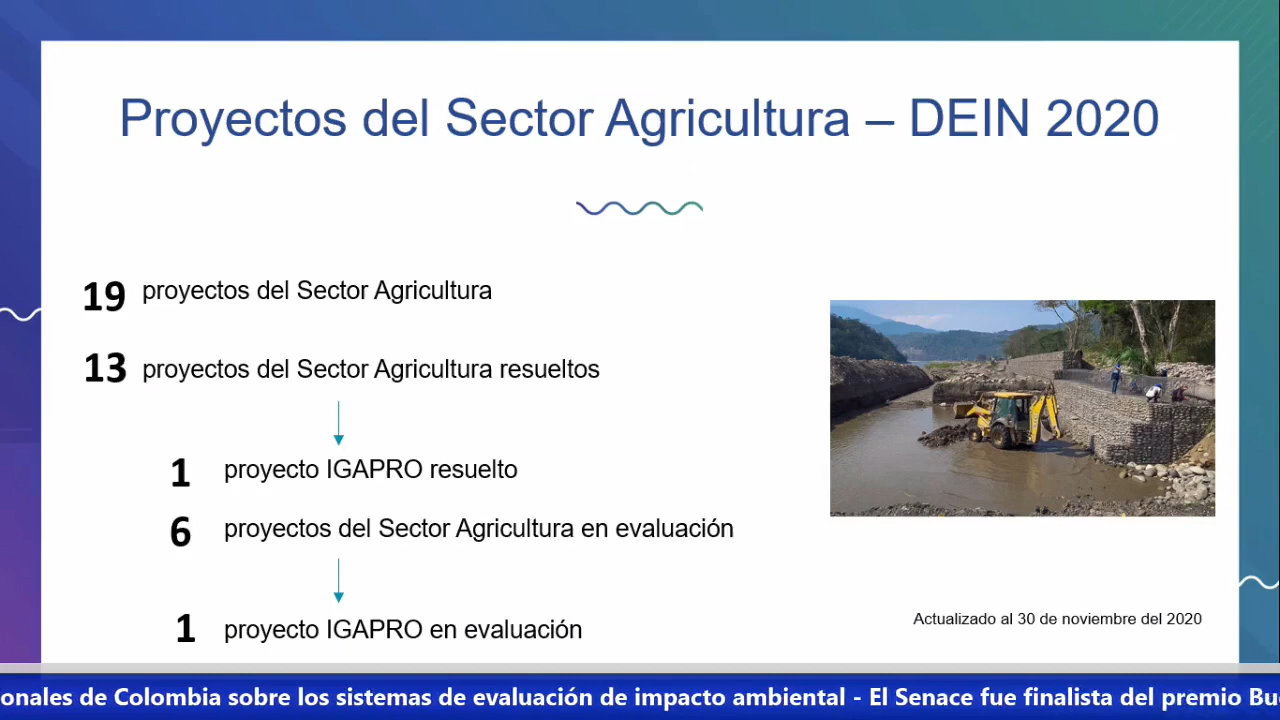 Proyectos del Sector Agricultura – DEIN 2020
19 proyectos del Sector Agricultura
13 proyectos del Sector Agricultura resueltos
1 proyecto IGAPRO resuelto
6 proyectos del Sector Agricultura en evaluación
1 proyecto IGAPRO en evaluación
Actualizado al 30 de noviembre del 2020
onales de Colombia sobre los sistemas de evaluación de impacto ambiental - El Senace fue finalista del premio Bu